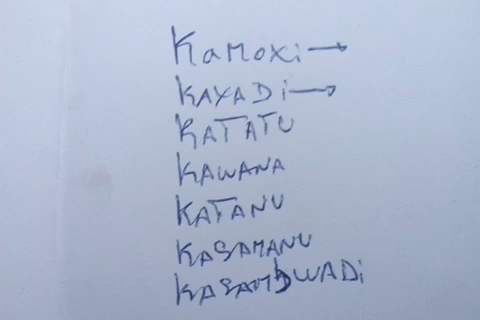 KAMOXi →
KAYADi →
KATATU
KAWANA
KATANU
KASAMANU
KASAMBWADi